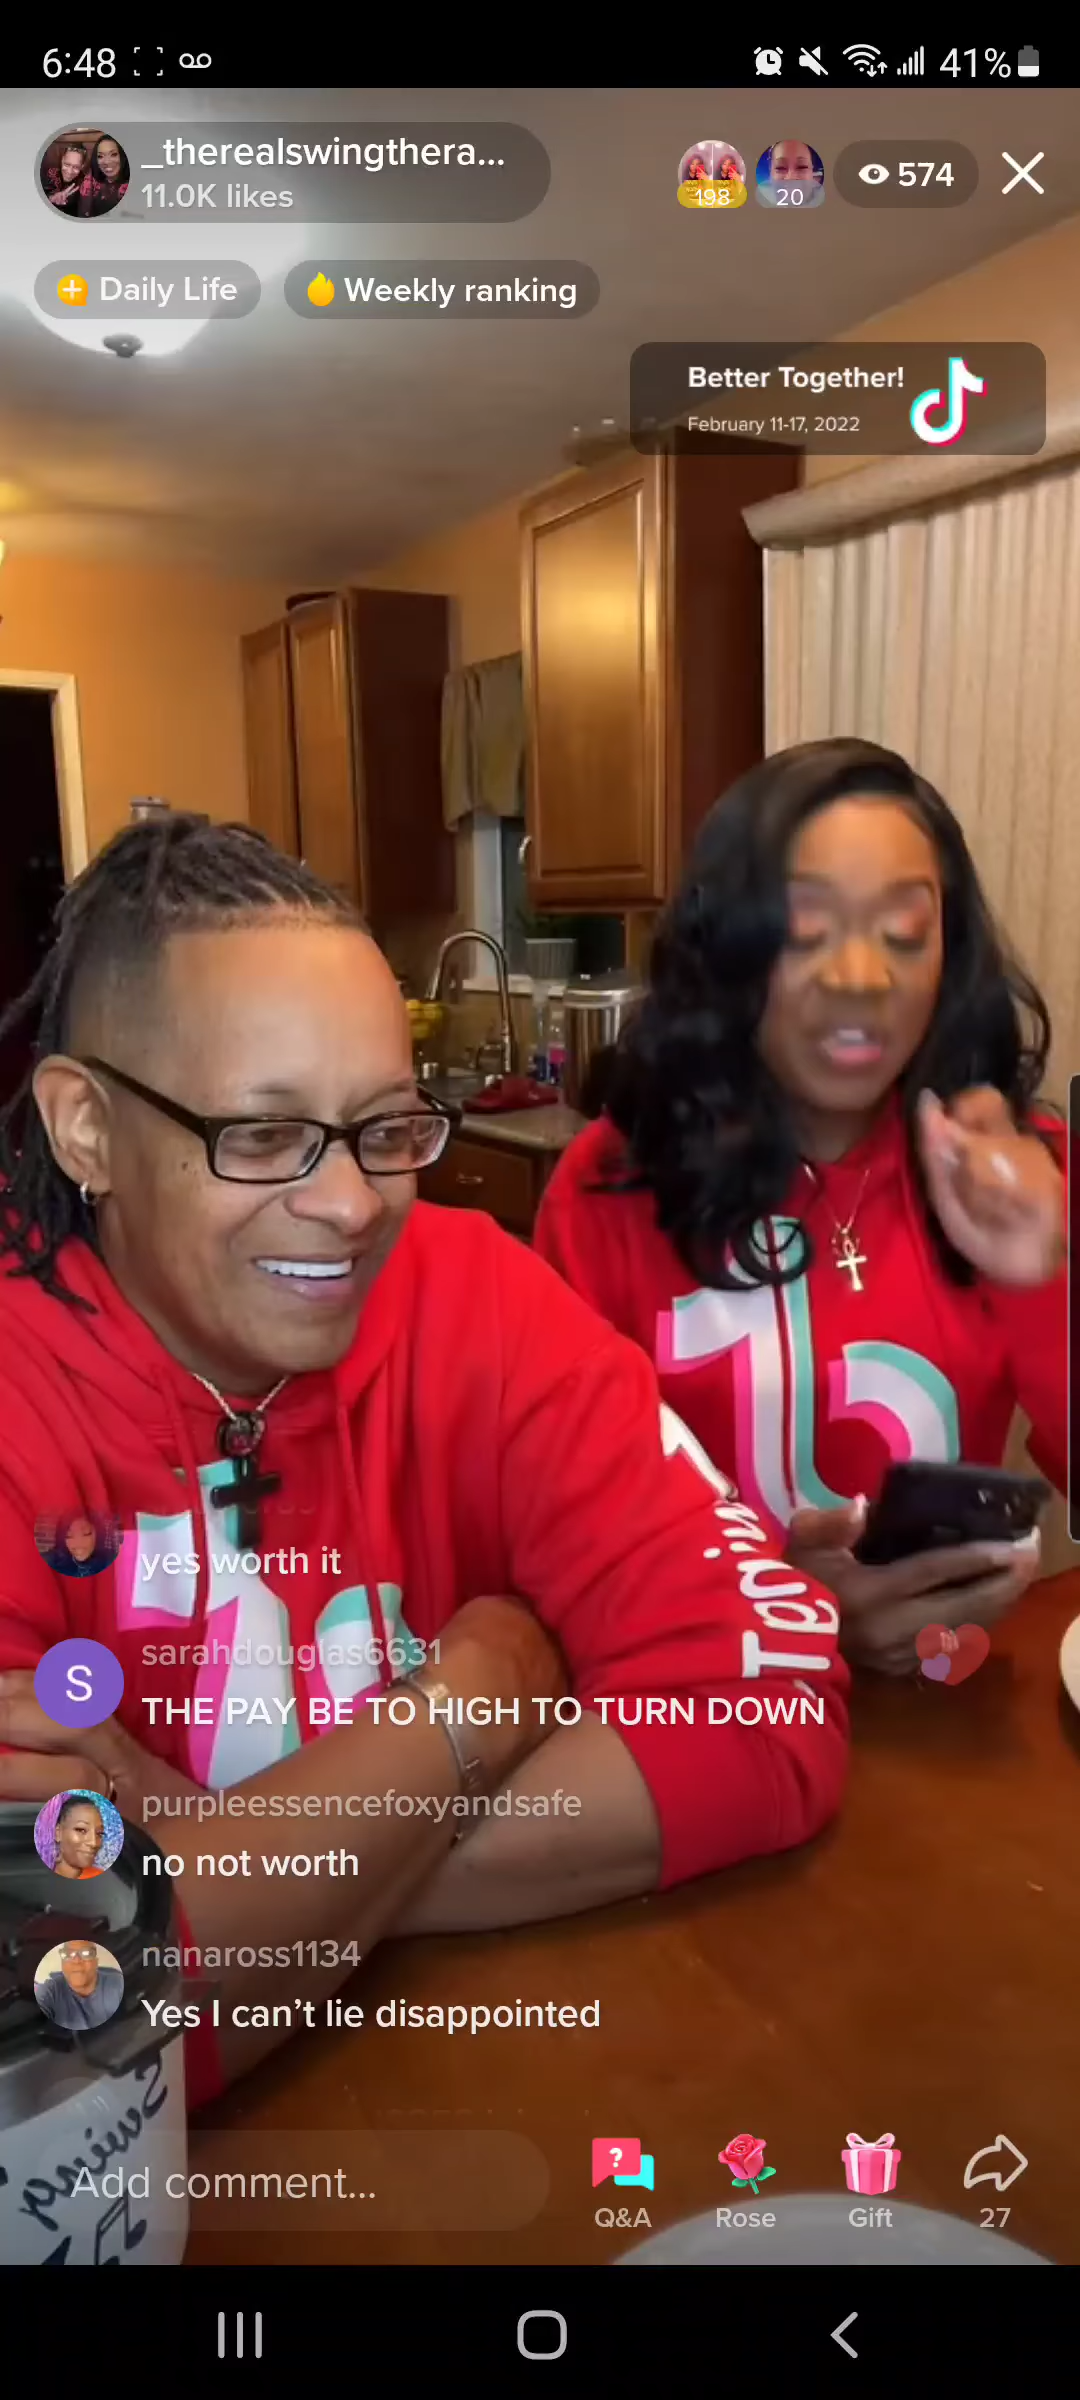 6:48
41%
_therealswingthera...
11.0K likes
198
20
574
Daily Life
Weekly ranking
Better Together!
February 11-17, 2022
yes worth it
sarahdouglas6631
THE PAY BE TO HIGH TO TURN DOWN
purpleessencefoxyandsafe
no not worth
nanaross1134
Yes I can't lie disappointed
Add comment...
Q&A
Rose
Gift
27